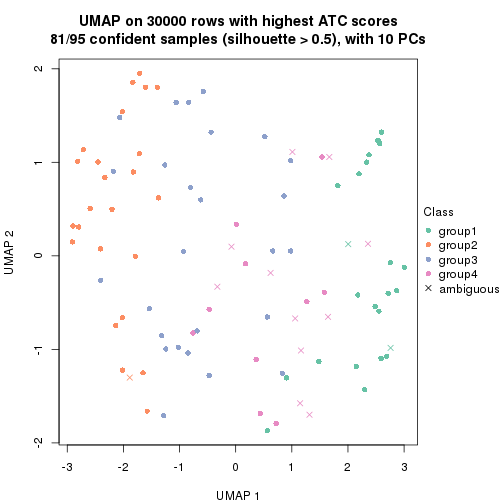 UMAP on 30000 rows with highest ATC scores
81/95 confident samples (silhouette > 0.5), with 10 PCs
2
1
0
-1
-2
UMAP 2
-3
-2
-1
0
1
2
3
UMAP 1
Class
group1
group2
group3
group4
ambiguous